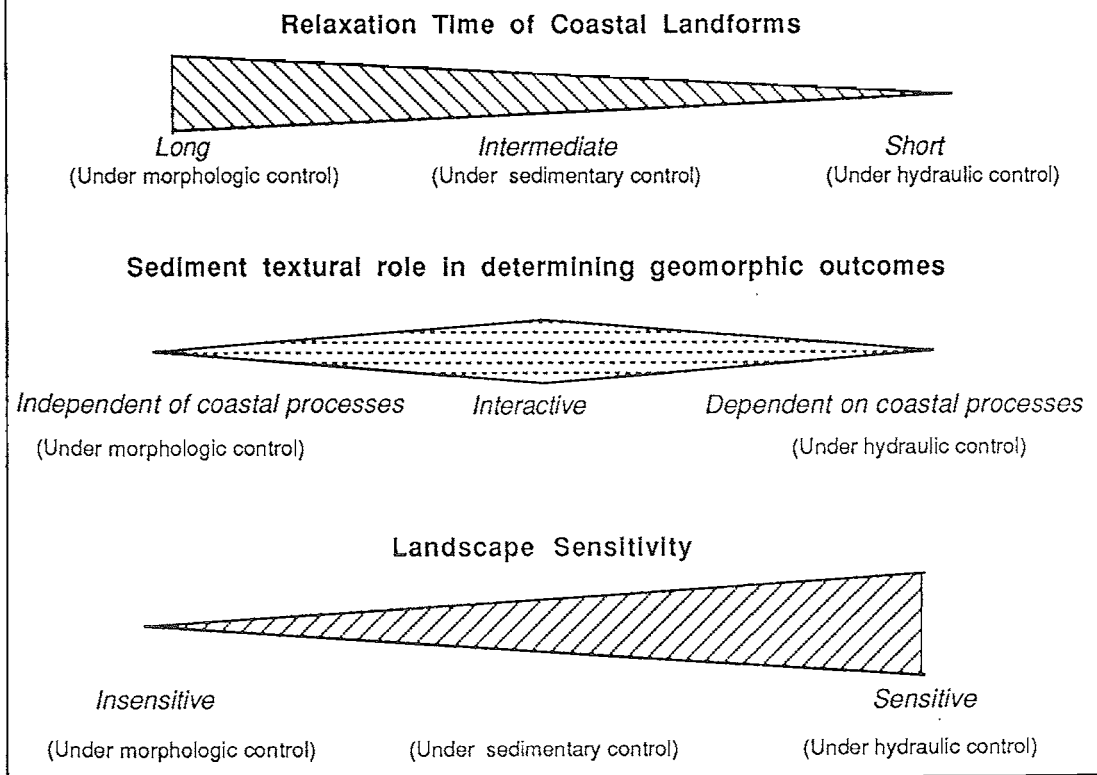 Relaxation Time of Coastal Landforms
Long Intermediate Short
(Under morphologic control) (Under sedimentary control) (Under hydraulic control)
Sediment textural role in determining geomorphic outcomes
Independent of coastal processes Interactive Dependent on coastal processes
(Under morphologic control) (Under hydraulic control)
Landscape Sensitivity
Insensitive Sensitive
(Under morphologic control) (Under sedimentary control) (Under hydraulic control)